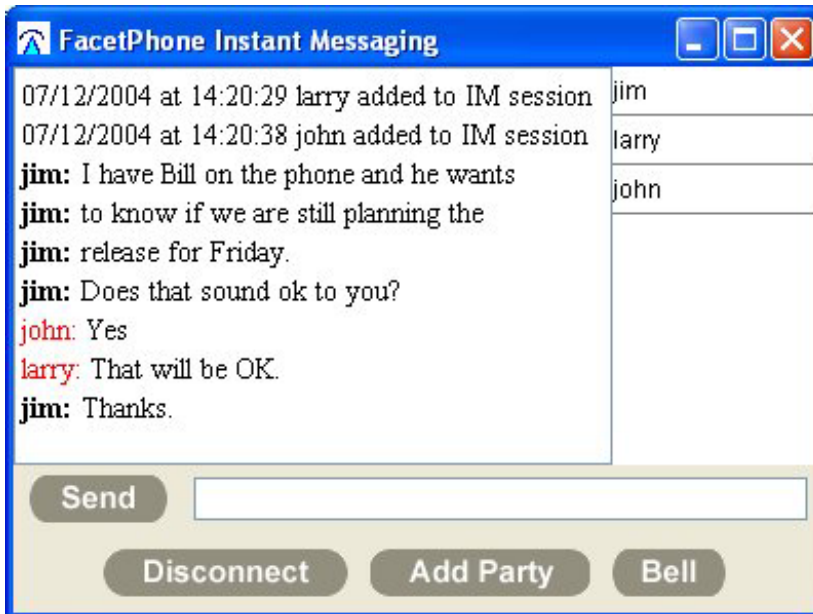 FacetPhone Instant Messaging
07/12/2004 at 14:20:29 larry added to IM session
07/12/2004 at 14:20:38 john added to IM session
jim: I have Bill on the phone and he wants
jim: to know if we are still planning the
jim: release for Friday.
jim: Does that sound ok to you?
john: Yes
larry: That will be OK.
jim: Thanks.
jim
larry
john
Send
Disconnect Add Party Bell